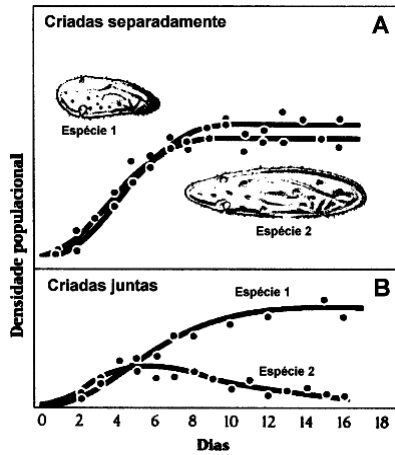 Criadas separadamente
A
Espécie 1
Espécie 2
Densidade populacional
Criadas juntas
B
Espécie 1
Espécie 2
0 2 4 6 8 10 12 14 16 18
Dias